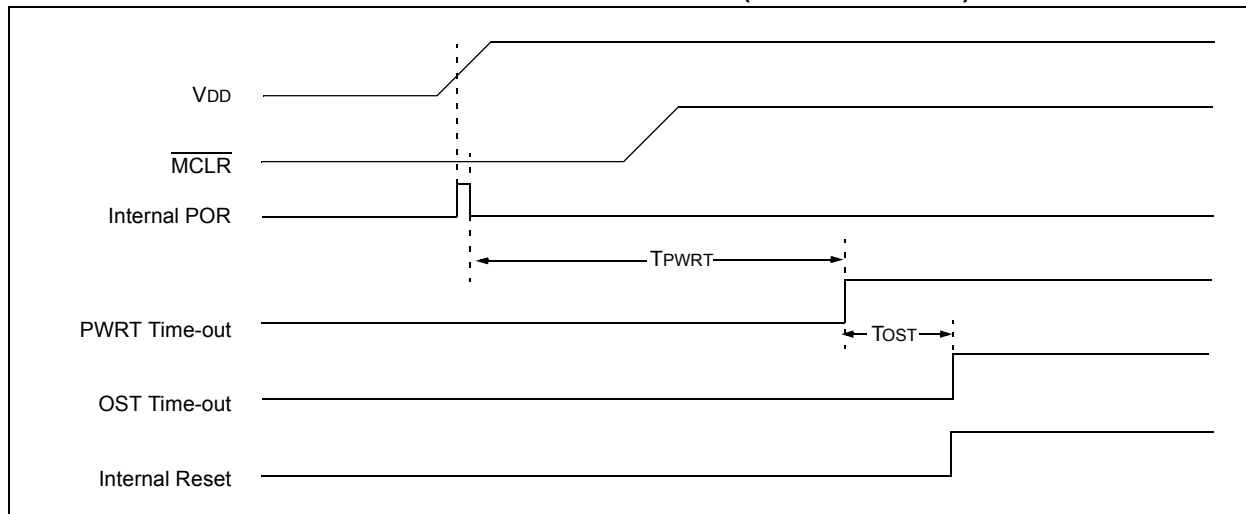 VDD
MCLR
Internal POR
TPWRT
PWRT Time-out
TOST
OST Time-out
Internal Reset